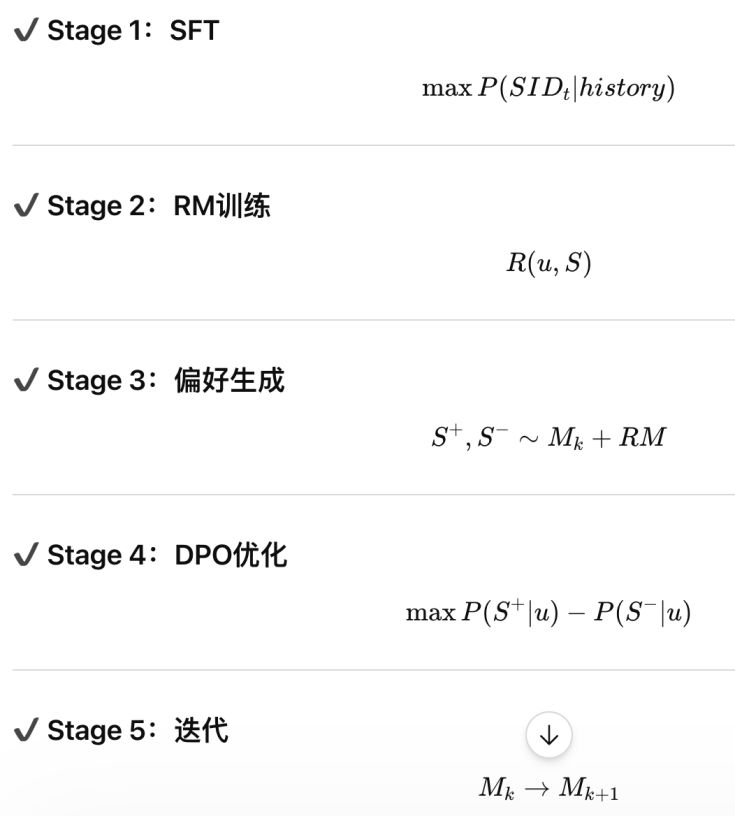 ✓ Stage 1：SFT
max P(SID_t|history)
✓ Stage 2：RM训练
R(u, S)
✓ Stage 3：偏好生成
S⁺, S⁻ ∼ M_k + RM
✓ Stage 4：DPO优化
max P(S⁺|u) − P(S⁻|u)
✓ Stage 5：迭代
M_k → M_{k+1}